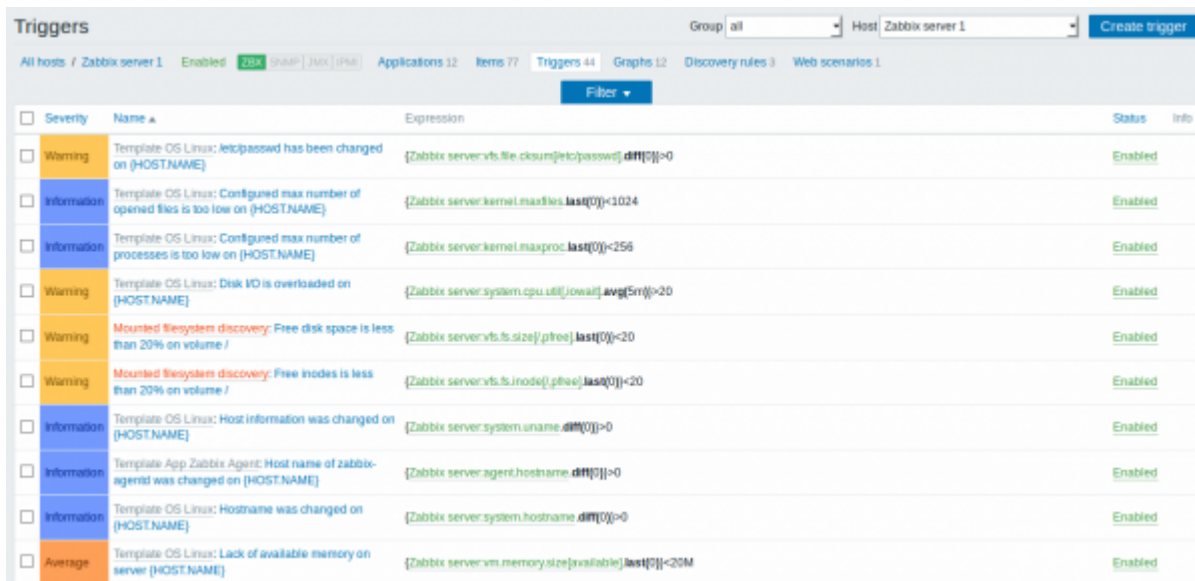 Triggers
Group all Host Zabbix server 1 Create trigger
All hosts / Zabbix server 1 Enabled ZBX SNMP JMX IPMI Applications 12 Items 77 Triggers 44 Graphs 12 Discovery rules 3 Web scenarios 1
Filter
Severity Name Expression Status Info
Warning Template OS Linux: /etc/passwd has been changed on {HOST.NAME} {Zabbix server:vfs.file.cksum[/etc/passwd].diff(0)}>0 Enabled
Information Template OS Linux: Configured max number of opened files is too low on {HOST.NAME} {Zabbix server:kernel.maxfiles.last(0)}<1024 Enabled
Information Template OS Linux: Configured max number of processes is too low on {HOST.NAME} {Zabbix server:kernel.maxproc.last(0)}<256 Enabled
Warning Template OS Linux: Disk I/O is overloaded on {HOST.NAME} {Zabbix server:system.cpu.util[,iowait].avg(5m)}>20 Enabled
Warning Mounted filesystem discovery: Free disk space is less than 20% on volume / {Zabbix server:vfs.fs.size[/,pfree].last(0)}<20 Enabled
Warning Mounted filesystem discovery: Free inodes is less than 20% on volume / {Zabbix server:vfs.fs.inode[/,pfree].last(0)}<20 Enabled
Information Template OS Linux: Host information was changed on {HOST.NAME} {Zabbix server:system.uname.diff(0)}>0 Enabled
Information Template App Zabbix Agent: Host name of zabbix-agentd was changed on {HOST.NAME} {Zabbix server:agent.hostname.diff(0)}>0 Enabled
Information Template OS Linux: Hostname was changed on {HOST.NAME} {Zabbix server:system.hostname.diff(0)}>0 Enabled
Average Template OS Linux: Lack of available memory on server {HOST.NAME} {Zabbix server:vm.memory.size[available].last(0)}<20M Enabled